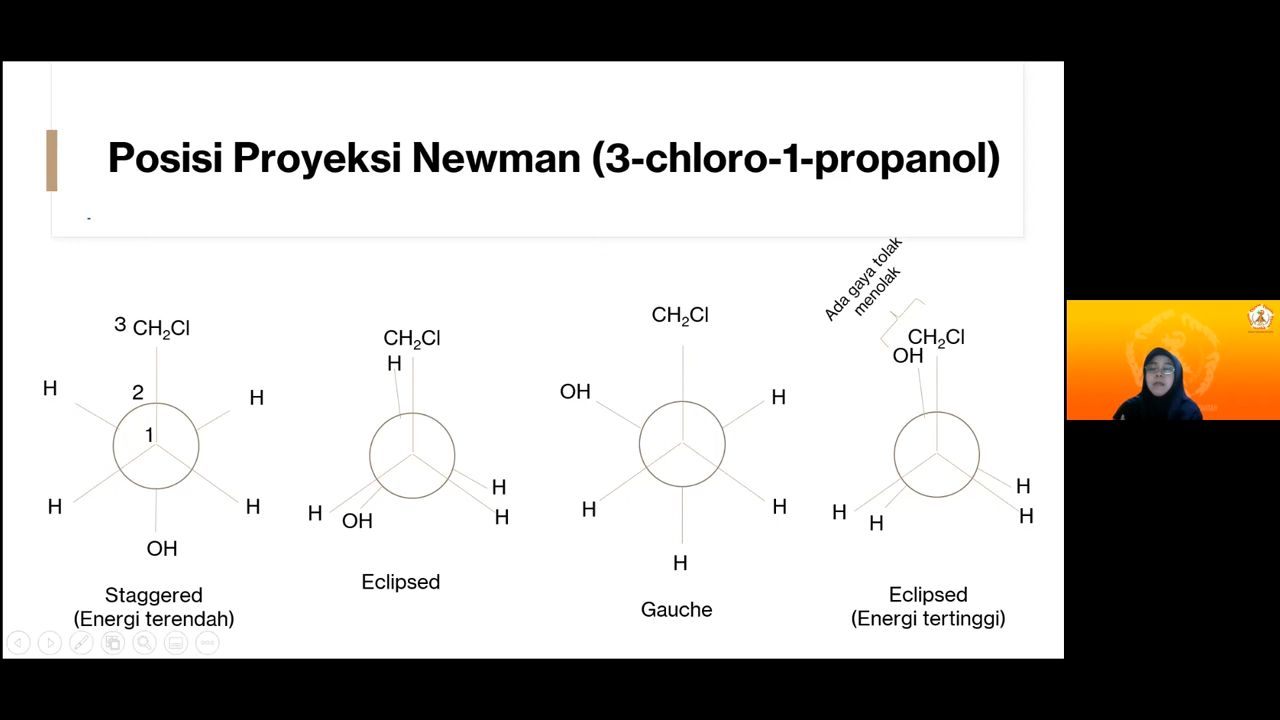 Posisi Proyeksi Newman (3-chloro-1-propanol)
-
3 CH₂Cl
H
2
H
1
H
H
OH
Staggered
(Energi terendah)
CH₂Cl
H
H
OH
H
H
Eclipsed
CH₂Cl
OH
H
H
H
H
Gauche
Ada gaya tolak
menolak
CH₂Cl
OH
H
H
H
H
Eclipsed
(Energi tertinggi)